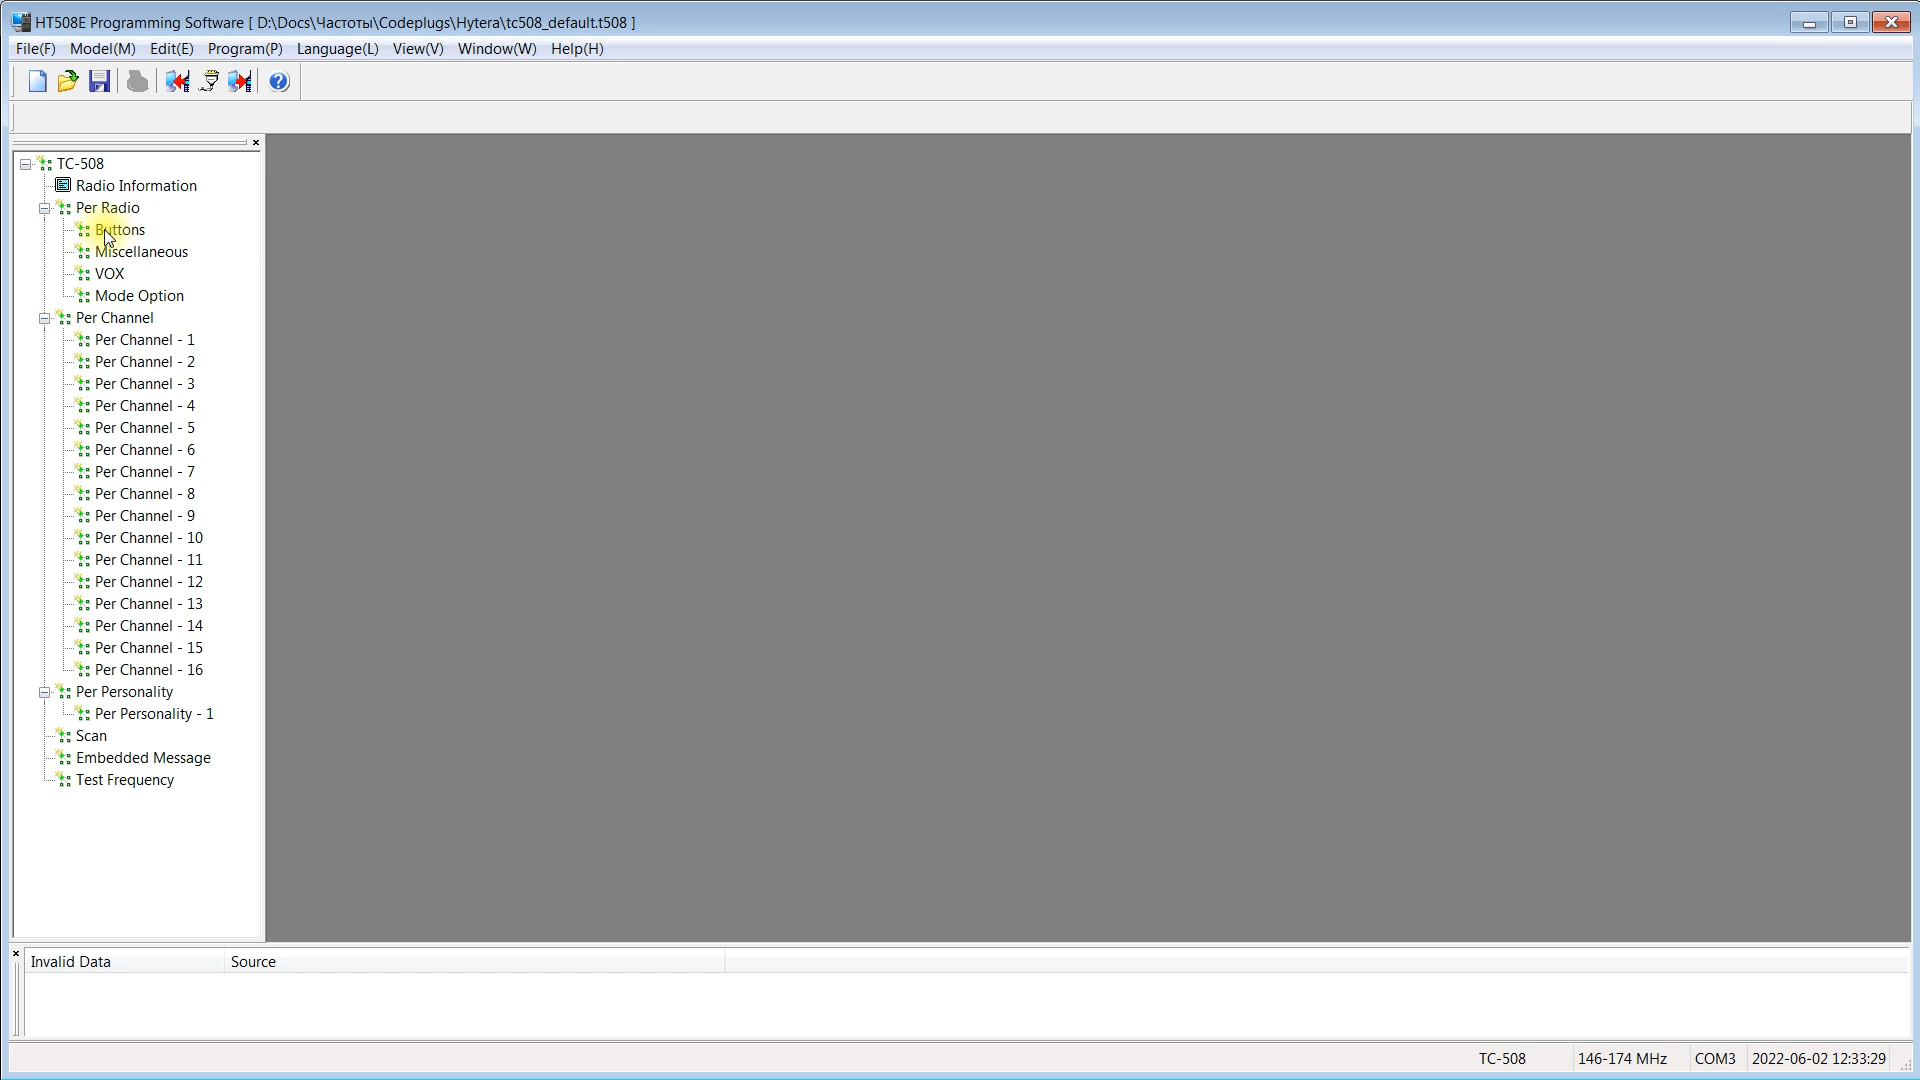 HT508E Programming Software [ D:\Docs\Частоты\Codeplugs\Hytera\tc508_default.t508 ]
File(F) Model(M) Edit(E) Program(P) Language(L) View(V) Window(W) Help(H)
TC-508
Radio Information
Per Radio
Buttons
Miscellaneous
VOX
Mode Option
Per Channel
Per Channel - 1
Per Channel - 2
Per Channel - 3
Per Channel - 4
Per Channel - 5
Per Channel - 6
Per Channel - 7
Per Channel - 8
Per Channel - 9
Per Channel - 10
Per Channel - 11
Per Channel - 12
Per Channel - 13
Per Channel - 14
Per Channel - 15
Per Channel - 16
Per Personality
Per Personality - 1
Scan
Embedded Message
Test Frequency
Invalid Data Source
TC-508 146-174 MHz COM3 2022-06-02 12:33:29